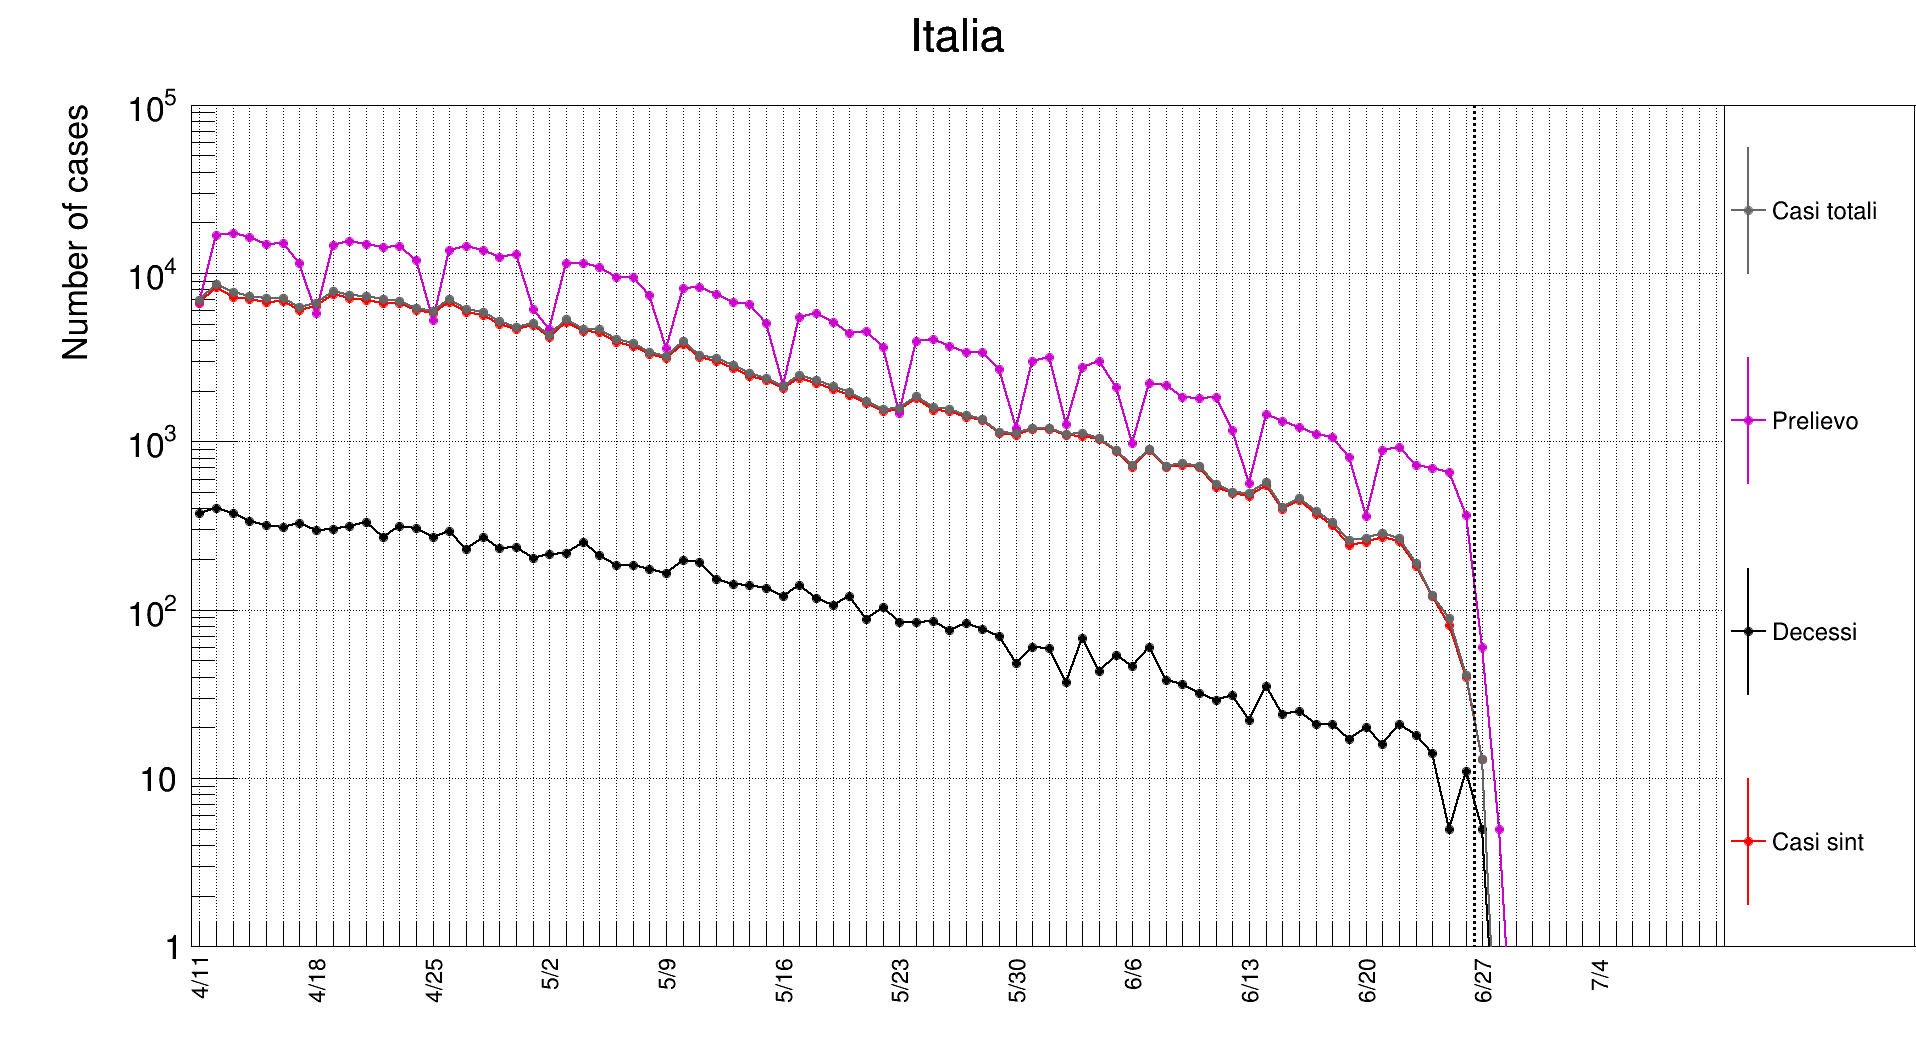 Italia
Number of cases
10^5
10^4
10^3
10^2
10
1
4/11 4/18 4/25 5/2 5/9 5/16 5/23 5/30 6/6 6/13 6/20 6/27 7/4
Casi totali
Prelievo
Decessi
Casi sint